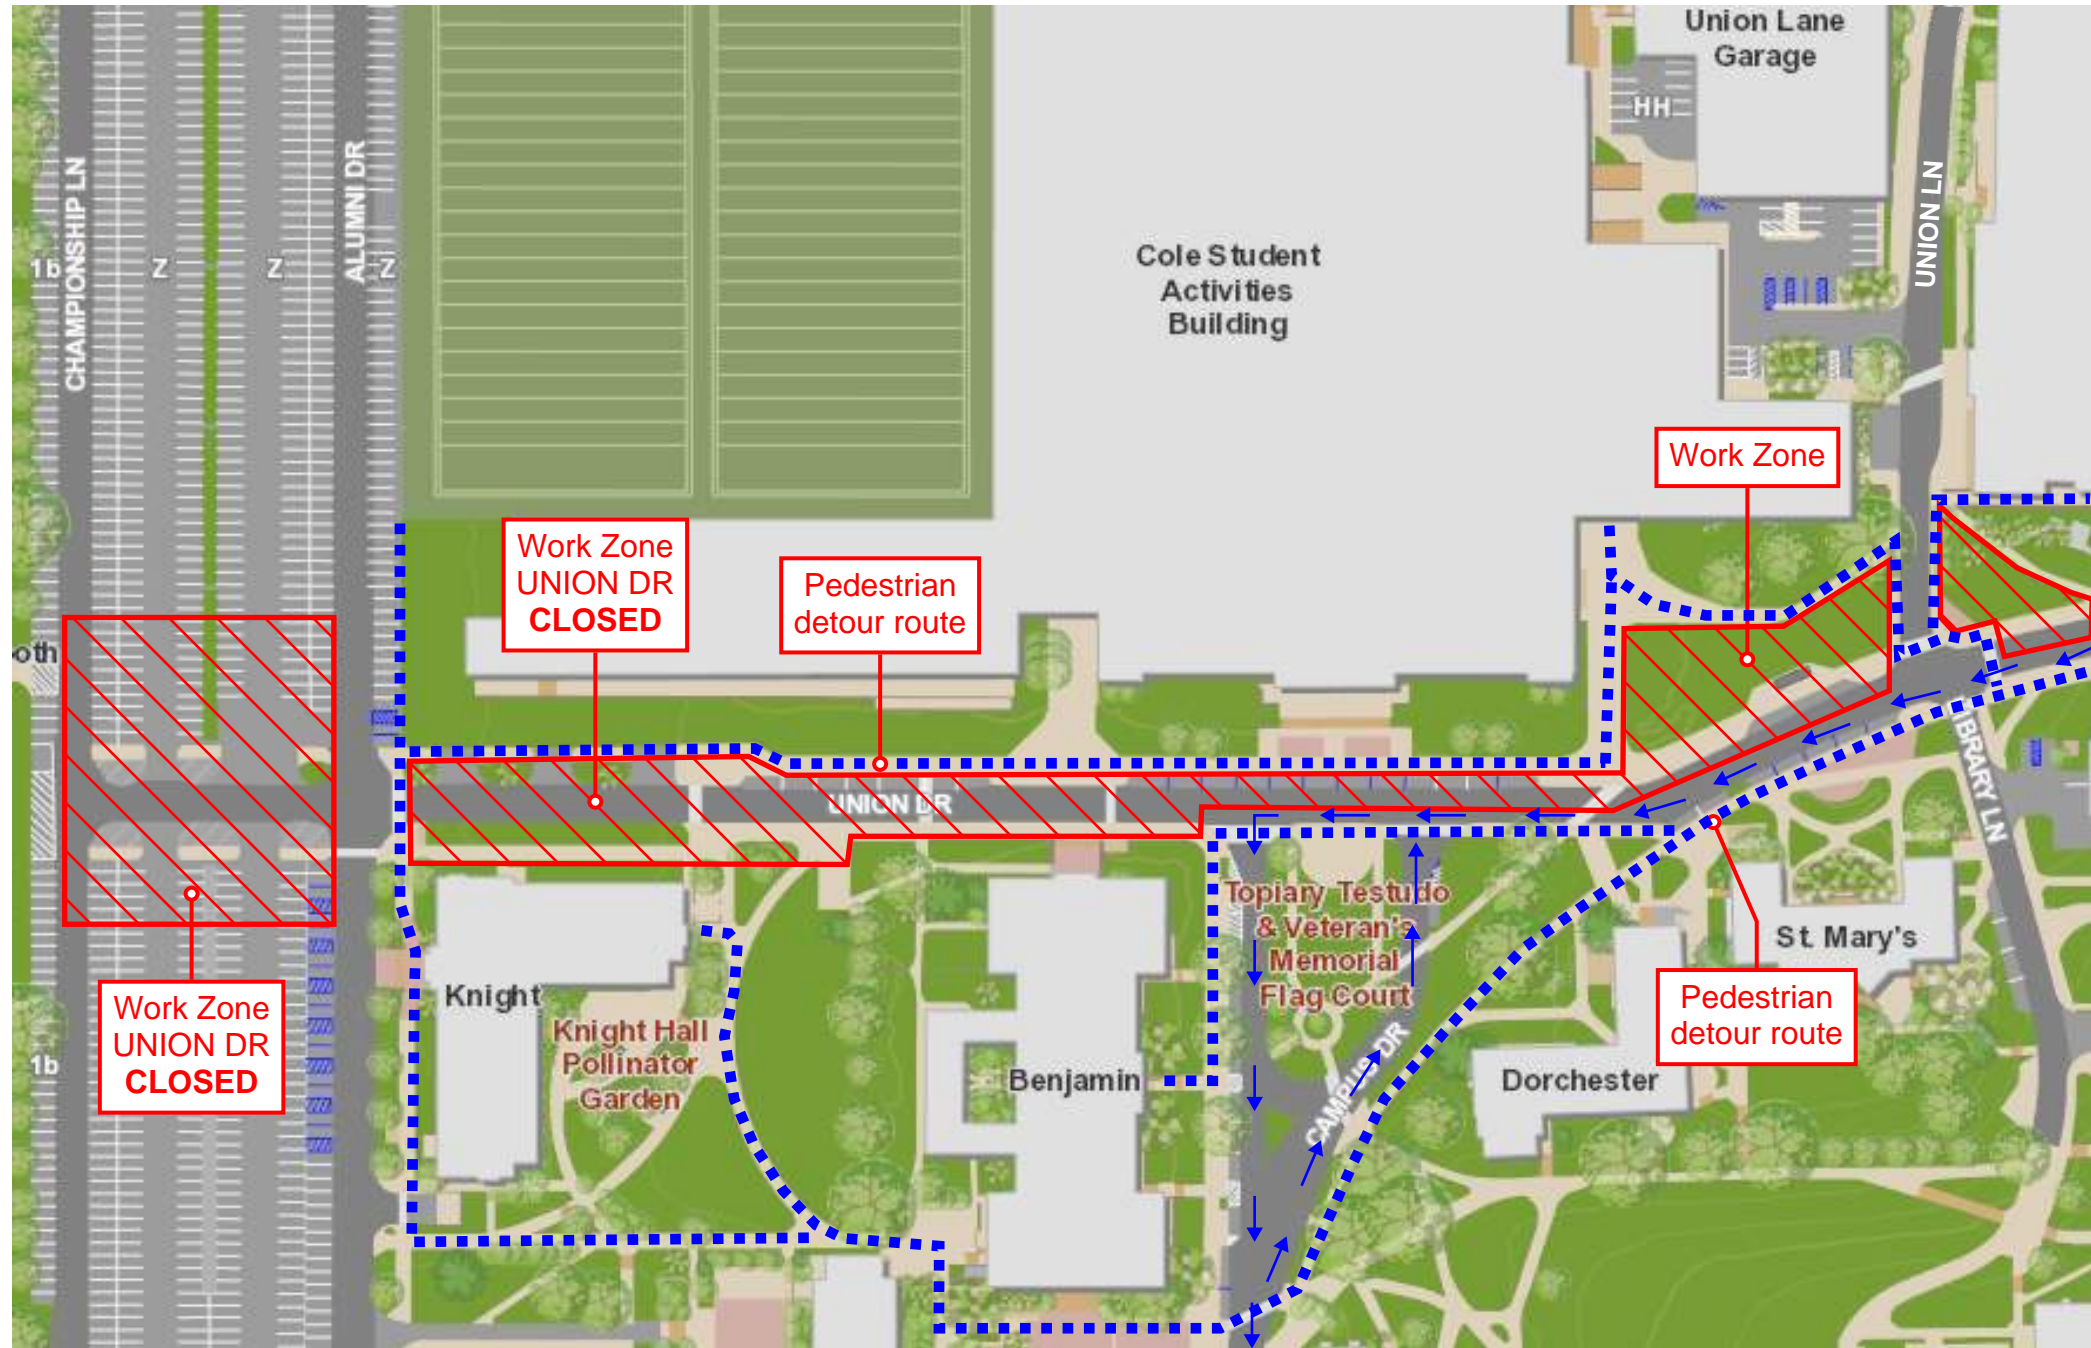 Union Lane
Garage
HH
UNION LN
CHAMPIONSHIP LN
ALUMNI DR
1b
Z
Z
Z
Cole Student
Activities
Building
Work Zone
Work Zone
UNION DR
CLOSED
Pedestrian
detour route
oth
UNION DR
LIBRARY LN
Topiary Testudo
& Veteran's
Memorial
Flag Court
St. Mary's
Knight
Knight Hall
Pollinator
Garden
Work Zone
UNION DR
CLOSED
1b
Benjamin
CAMPUS DR
Dorchester
Pedestrian
detour route